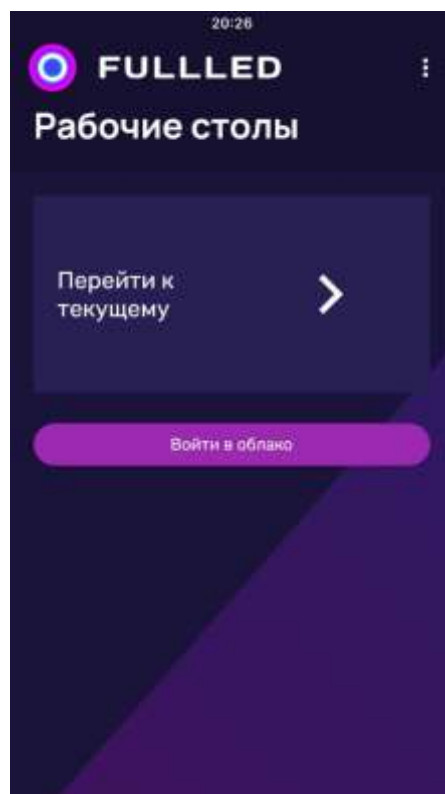 20:26
FULLLED
Рабочие столы
Перейти к
текущему
Войти в облако